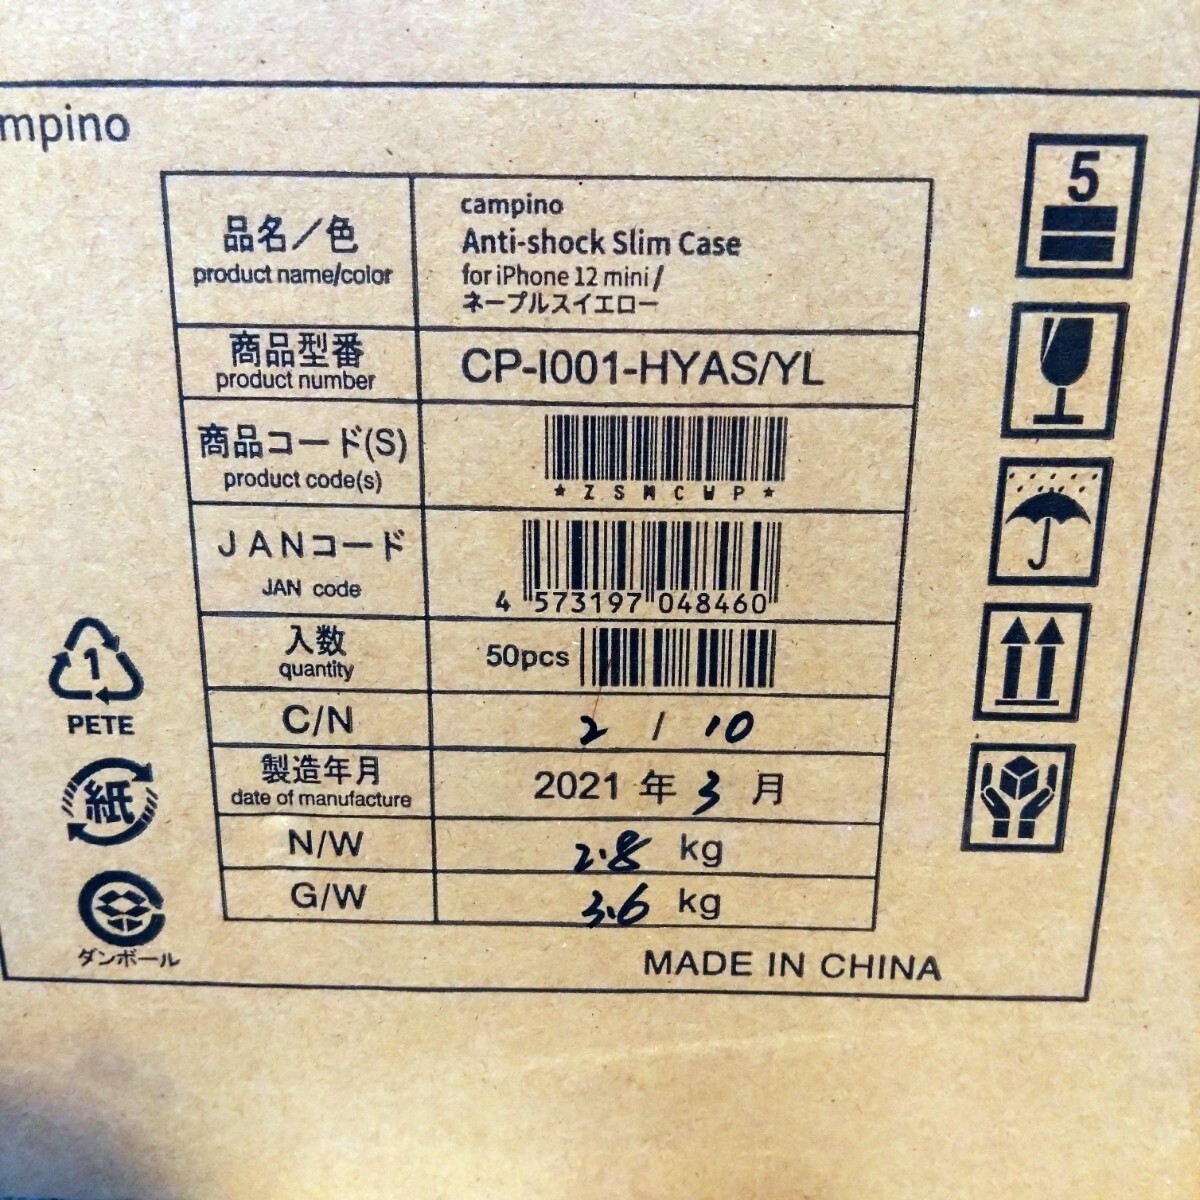 mpino
品名／色
product name/color
campino
Anti-shock Slim Case
for iPhone 12 mini /
ネープルスイエロー
商品型番
product number
CP-I001-HYAS/YL
商品コード(S)
product code(s)
*ZSMCWP*
JANコード
JAN code
4 573197 048460
入数
quantity
50pcs
C/N
2 / 10
製造年月
date of manufacture
2021 年 3 月
N/W
2.8 kg
G/W
3.6 kg
MADE IN CHINA
5
1
PETE
紙
ダンボール